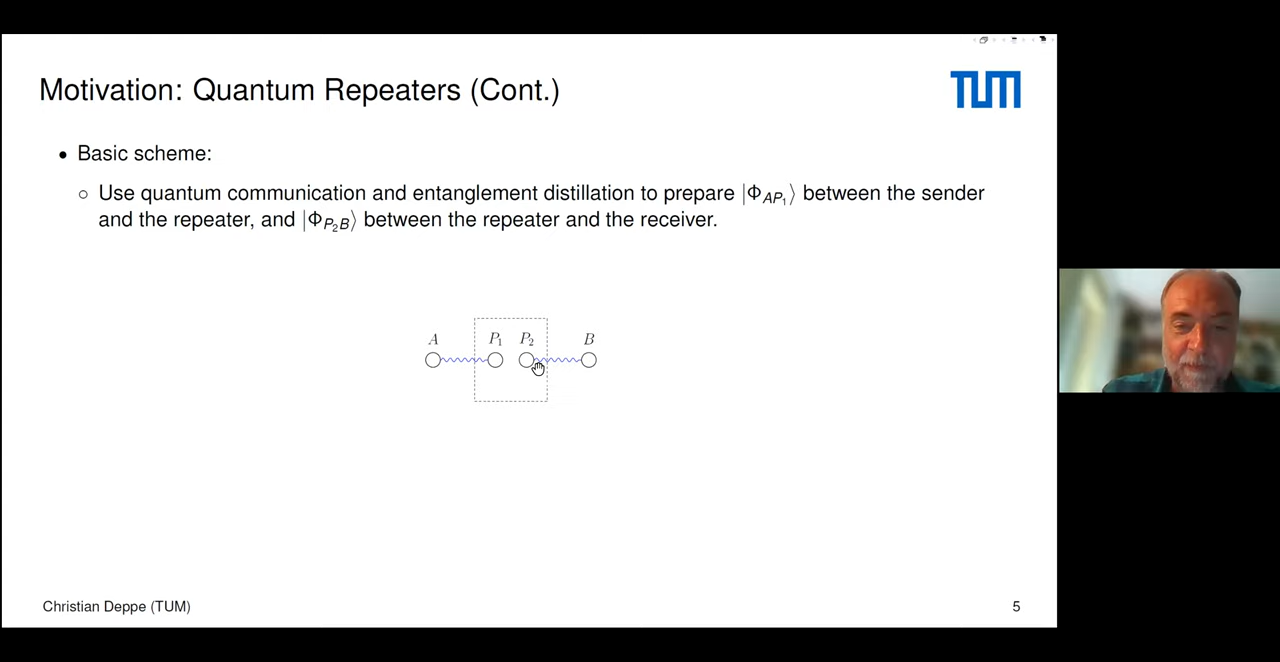 Motivation: Quantum Repeaters (Cont.)
TUM
• Basic scheme:
○ Use quantum communication and entanglement distillation to prepare |Φ_{AP₁}⟩ between the sender
and the repeater, and |Φ_{P₂B}⟩ between the repeater and the receiver.
A P₁ P₂ B
Christian Deppe (TUM) 5